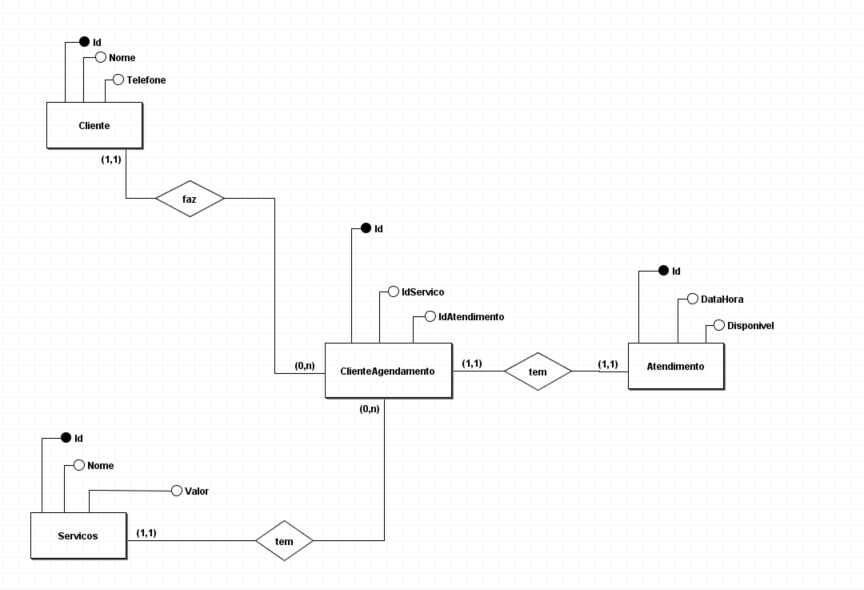 Id
Nome
Telefone
Cliente
(1,1)
faz
Id
IdServico
IdAtendimento
(0,n)
ClienteAgendamento
(1,1)
tem
(1,1)
Id
DataHora
Disponivel
Atendimento
(0,n)
Id
Nome
Valor
Servicos
(1,1)
tem